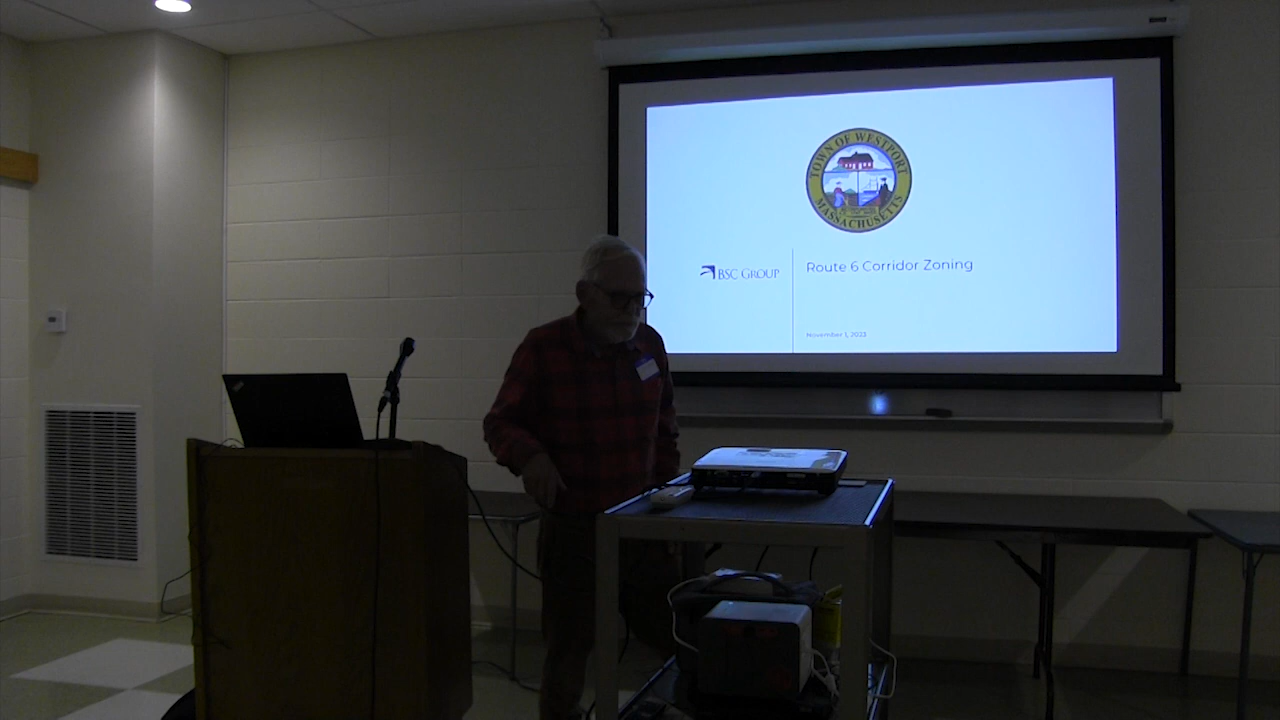 TOWN OF WESTPORT
MASSACHUSETTS
BSC GROUP
Route 6 Corridor Zoning
November 1, 2023